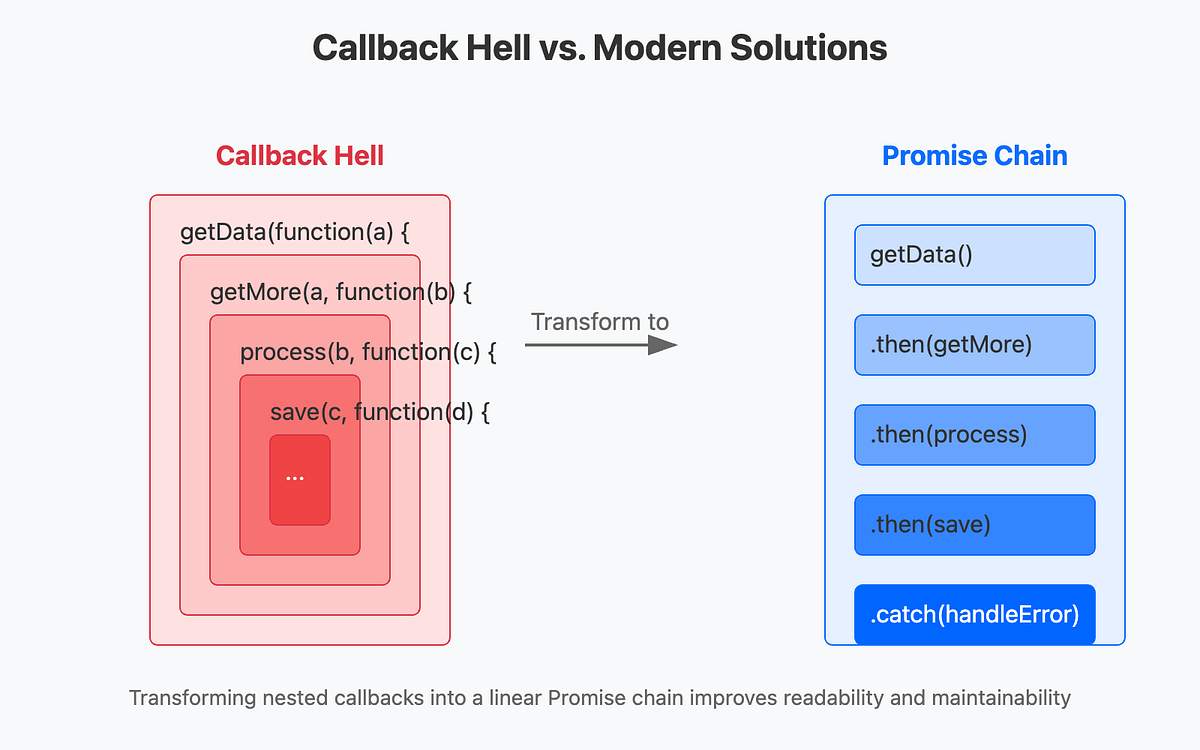 Callback Hell vs. Modern Solutions
Callback Hell
getData(function(a) {
getMore(a, function(b) {
process(b, function(c) {
save(c, function(d) {
...
Transform to
Promise Chain
getData()
.then(getMore)
.then(process)
.then(save)
.catch(handleError)
Transforming nested callbacks into a linear Promise chain improves readability and maintainability